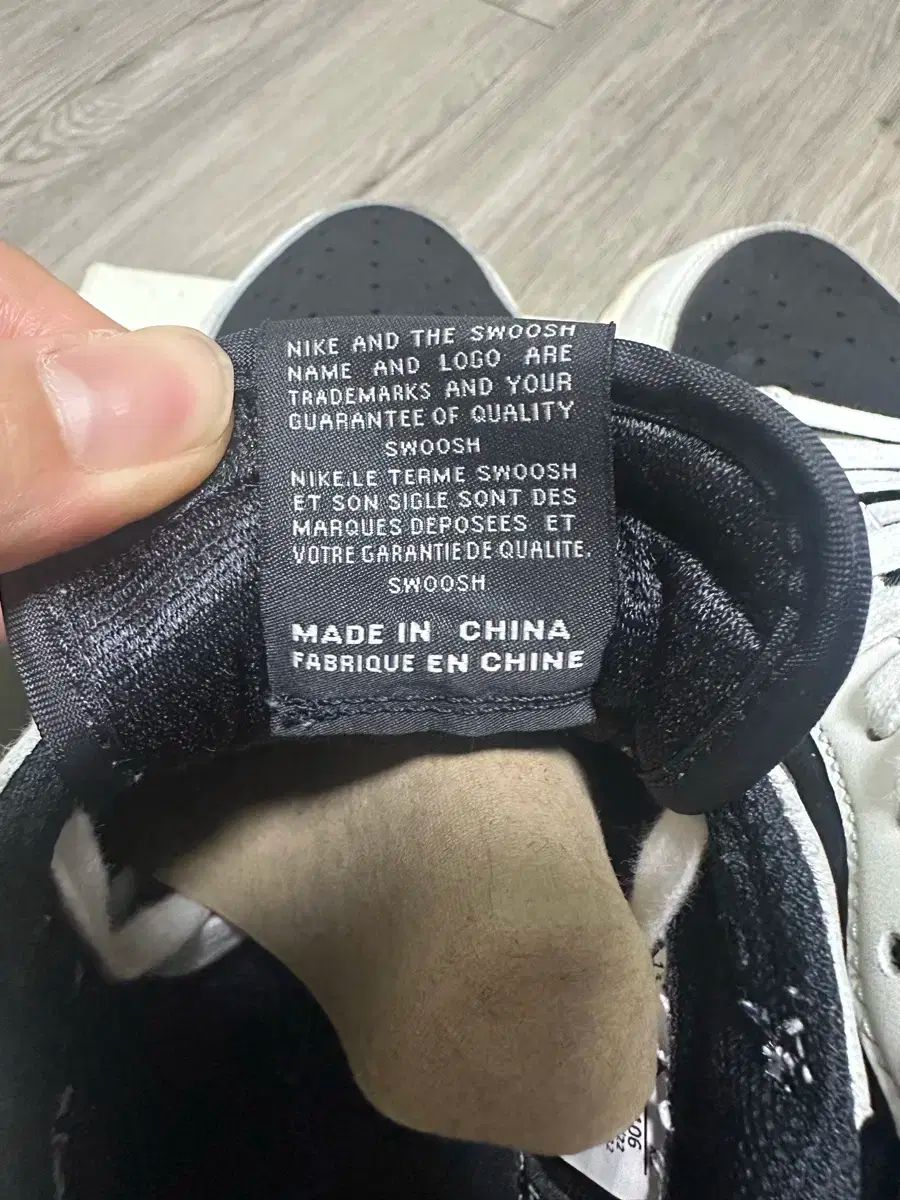 NIKE AND THE SWOOSH
NAME AND LOGO ARE
TRADEMARKS AND YOUR
GUARANTEE OF QUALITY
SWOOSH
NIKE.LE TERME SWOOSH
ET SON SIGLE SONT DES
MARQUES DEPOSEES ET
VOTRE GARANTIE DE QUALITE.
SWOOSH
MADE IN CHINA
FABRIQUE EN CHINE